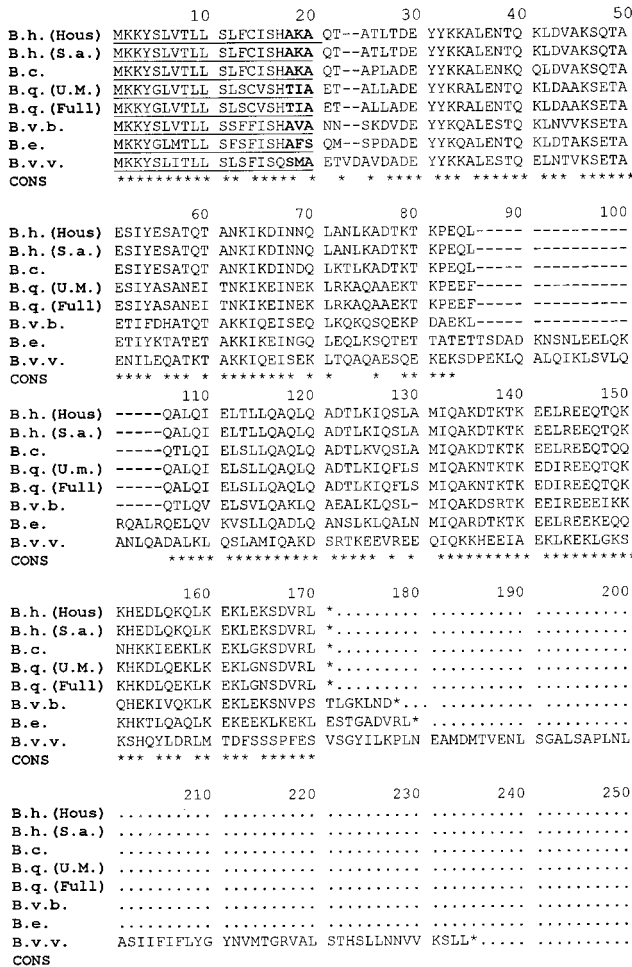 10 20 30 40 50
B.h.(Hous) MKKYSLVTLL SLFCISHAKA QT--ATLTDE YYKKALENTQ KLDVAKSQTA
B.h.(S.a.) MKKYSLVTLL SLFCISHAKA QT--ATLTDE YYKKALENTQ KLDVAKSQTA
B.c. MKKYSLVTLL SLFCISHAKA QT--APLADE YYKKALENKQ QLDVAKSQTA
B.q.(U.M.) MKKYGLVTLL SLSCVSHTIA ET--ALLADE YYKRALENTQ KLDAAKSETA
B.q.(Full) MKKYGLVTLL SLSCVSHTIA ET--ALLADE YYKRALENTQ KLDAAKSETA
B.v.b. MKKYSLVTLL SSFFISHAVA NN--SKDVDE YYKQALESTQ KLNVVKSETA
B.e. MKKYGLMTLL SFSFISHAFS QM--SPDADE YYKKALENTQ KLDTAKSETA
B.v.v. MKKYSLITLL SLSFISQSMA ETVDAVDADE YYKKALESTQ ELNTVKSETA
CONS ********** ***** **** * * * *** ***** **** ********
60 70 80 90 100
B.h.(Hous) ESIYESATQT ANKIKDINNQ LANLKADTKT KPEQL----- ----------
B.h.(S.a.) ESIYESATQT ANKIKDINNQ LANLKADTKT KPEQL----- ----------
B.c. ESIYESATQT ANKIKDINDQ LKTLKADTKT KPEQL----- ----------
B.q.(U.M.) ESIYASANEI TNKIKEINEK LRKAQAAEKT KPEEF----- ----------
B.q.(Full) ESIYASANEI TNKIKEINEK LRKAQAAEKT KPEEF----- ----------
B.v.b. ETIFDHATQT AKKIQEISEQ LQKQKSQEKP DAEKL----- ----------
B.e. ETIYKTATET AKKIKEINGQ LEQLKSQTET TATETTSDAD KNSNLEELQK
B.v.v. ENILEQATKT AKKIQEISEK LTQAQAESQE KEKSDPEKLQ ALQIKLSVLQ
CONS **** ** * ******* * * * ** ***
110 120 130 140 150
B.h.(Hous) -----QALQI ELTLLQAQLQ ADTLKIQSLA MIQAKDTKTK EELREEQTQK
B.h.(S.a.) -----QALQI ELTLLQAQLQ ADTLKIQSLA MIQAKDTKTK EELREEQTQK
B.c. -----QTLQI ELSLLQAQLQ ADTLKVQSLA MIQAKDTKTK EELREEQTQQ
B.q.(U.m.) -----QALQI ELSLLQAQLQ ADTLKIQFLS MIQAKNTKTK EDIREEQTQK
B.q.(Full) -----QALQI ELSLLQAQLQ ADTLKIQFLS MIQAKNTKTK EDIREEQTQK
B.v.b. -----QTLQV ELSVLQAKLQ AEALKLQSL- MIQAKDSRTK EEIREEEIKK
B.e. RQALRQELQV KVSLLQADLQ ANSLKLQALN MIQARDTKTK EELREEKEQQ
B.v.v. ANLQADALKL QSLAMIQAKD SRTKEEVREE QIQKKHEEIA EKLKEKLGKS
CONS ***** ******** ***** * * ****** *** **********
160 170 180 190 200
B.h.(Hous) KHEDLQKQLK EKLEKSDVRL *......... .......... ..........
B.h.(S.a.) KHEDLQKQLK EKLEKSDVRL *......... .......... ..........
B.c. NHKKIEEKLK EKLGKSDVRL *......... .......... ..........
B.q.(U.M.) KHKDLQEKLK EKLGNSDVRL *......... .......... ..........
B.q.(Full) KHKDLQEKLK EKLGNSDVRL *......... .......... ..........
B.v.b. QHEKIVQKLK EKLEKSNVPS TLGKLND*.. .......... ..........
B.e. KHKTLQAQLK EKEEKLKEKL ESTGADVRL* .......... ..........
B.v.v. KSHQYLDRLM TDFSSSPFES VSGYILKPLN EAMDMTVENL SGALSAPLNL
CONS *** *** ** *** ******
210 220 230 240 250
B.h.(Hous) .......... .......... .......... .......... ..........
B.h.(S.a.) .......... .......... .......... .......... ..........
B.c. .......... .......... .......... .......... ..........
B.q.(U.M.) .......... .......... .......... .......... ..........
B.q.(Full) .......... .......... .......... .......... ..........
B.v.b. .......... .......... .......... .......... ..........
B.e. .......... .......... .......... .......... ..........
B.v.v. ASIIFIFLYG YNVMTGRVAL STHSLLNNVV KSLL*..... ..........
CONS